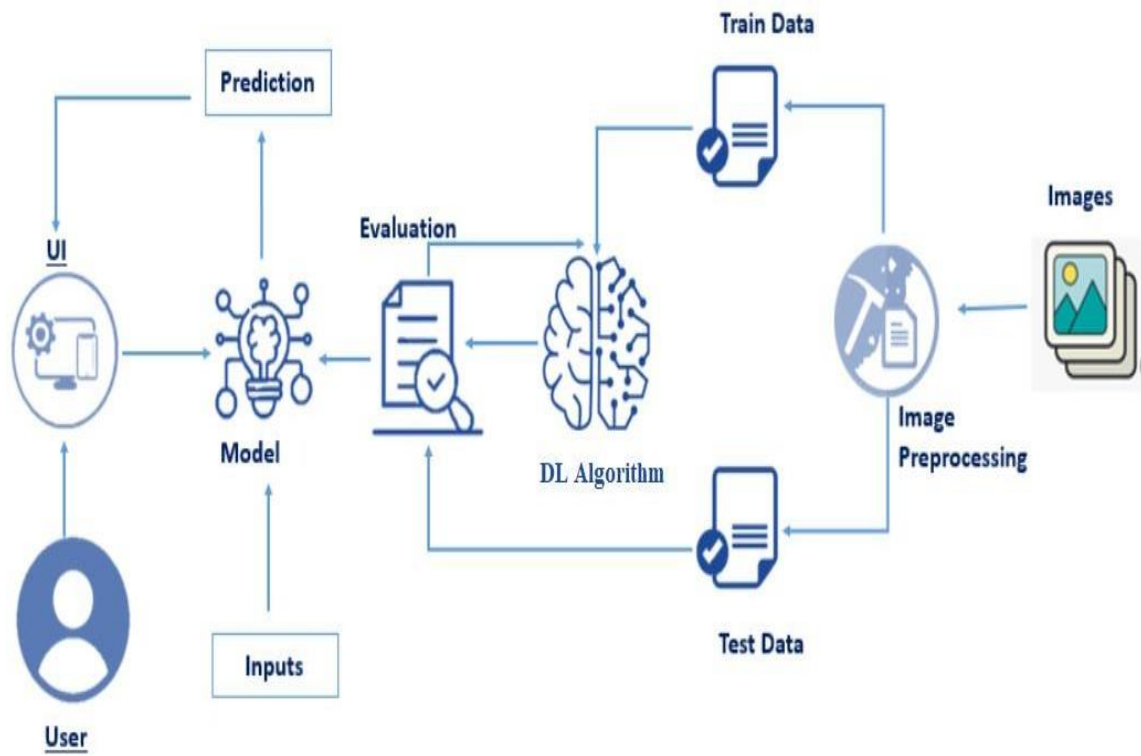 Train Data
Prediction
Images
Evaluation
UI
Model
Image
Preprocessing
DL Algorithm
Inputs
Test Data
User